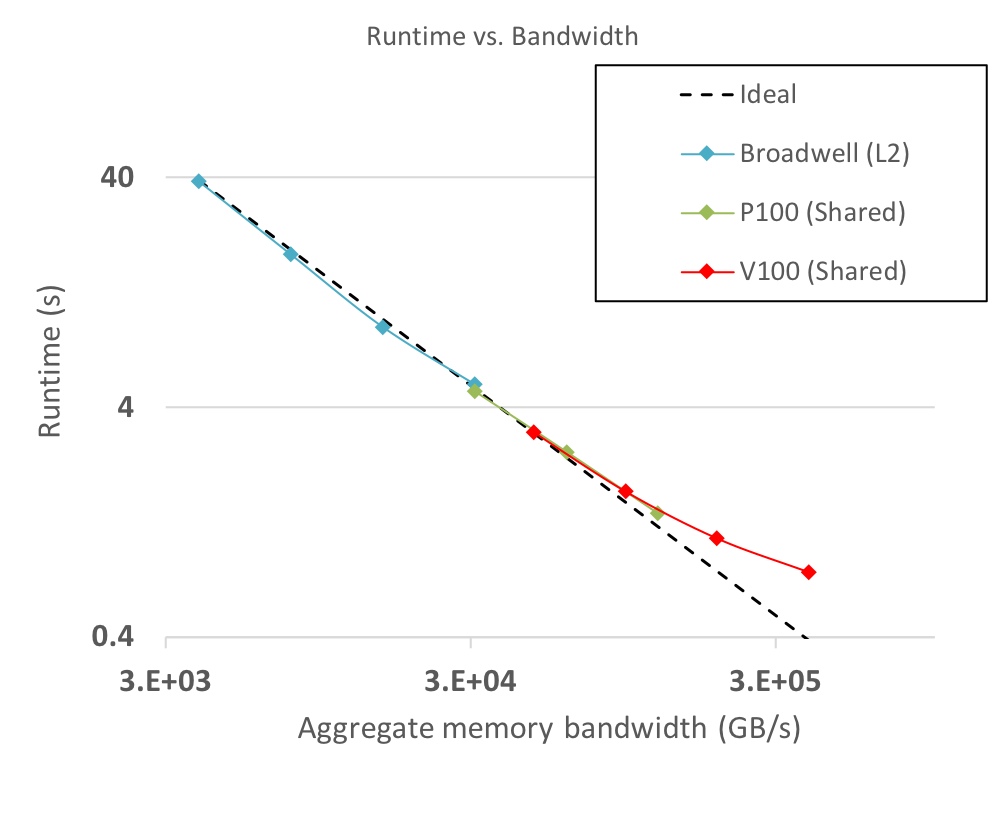 Runtime vs. Bandwidth
Ideal
Broadwell (L2)
P100 (Shared)
V100 (Shared)
40
4
0.4
Runtime (s)
3.E+03 3.E+04 3.E+05
Aggregate memory bandwidth (GB/s)